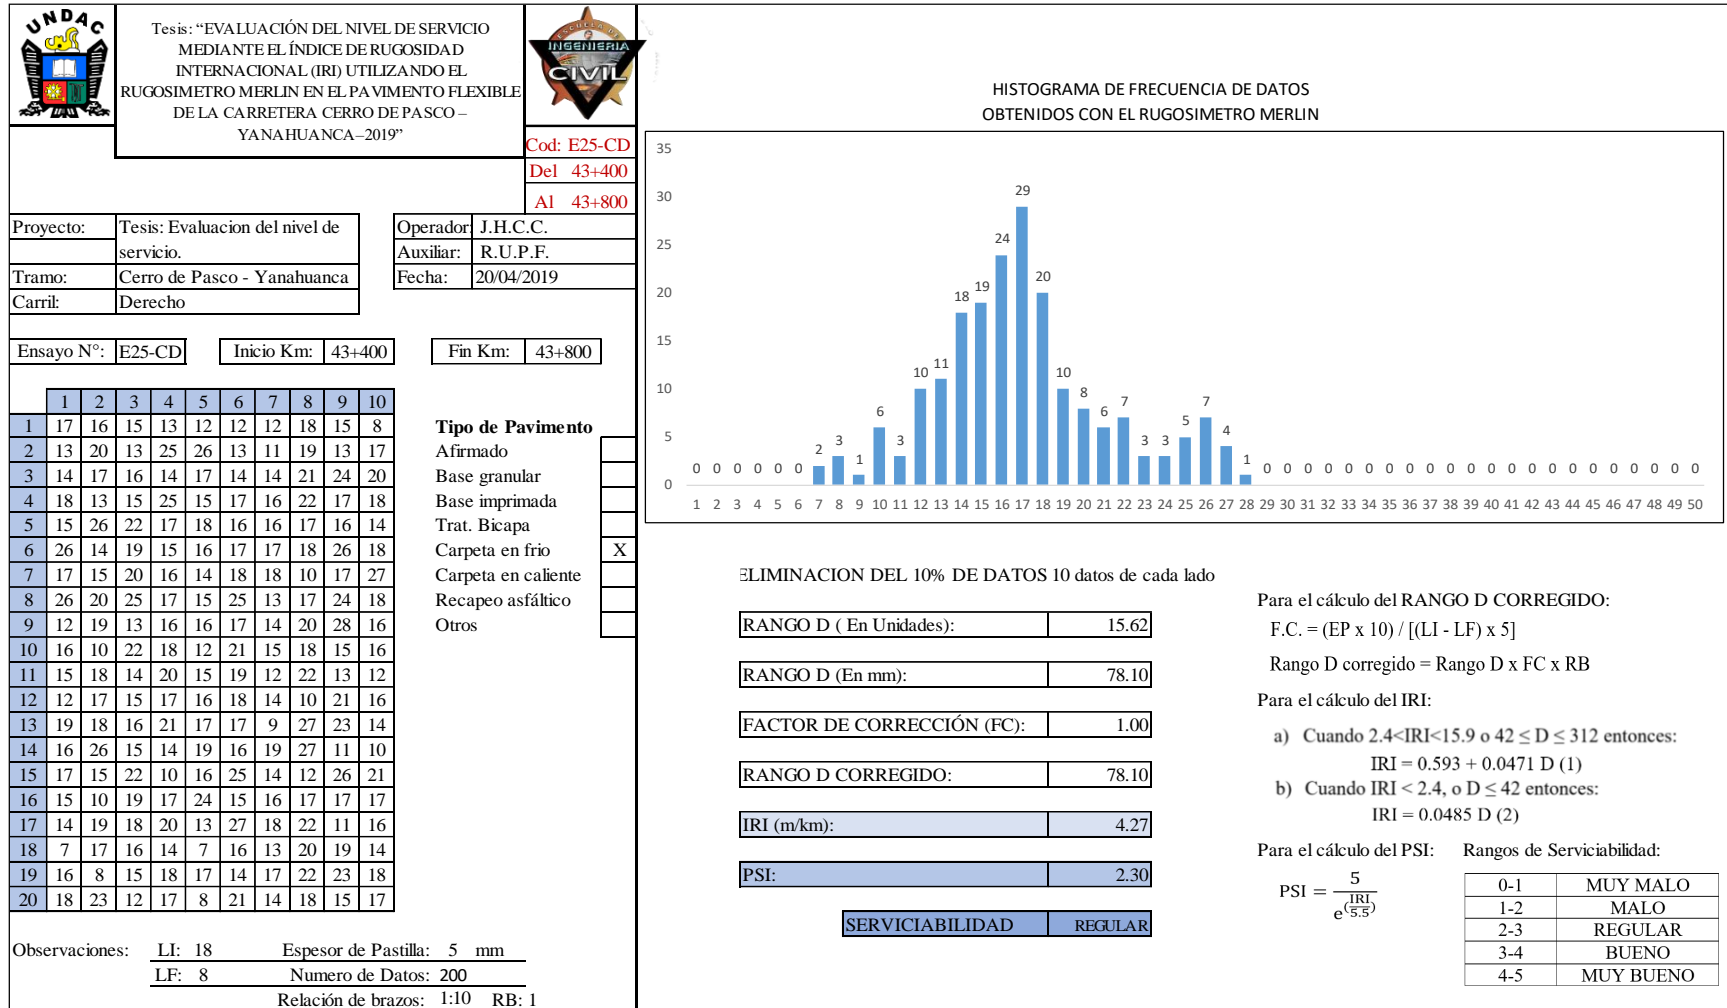 UNDAC
Tesis: “EVALUACIÓN DEL NIVEL DE SERVICIO
MEDIANTE EL ÍNDICE DE RUGOSIDAD
INTERNACIONAL (IRI) UTILIZANDO EL
RUGOSIMETRO MERLIN EN EL PAVIMENTO FLEXIBLE
DE LA CARRETERA CERRO DE PASCO –
YANAHUANCA–2019”
ESCUELA DE
INGENIERIA
CIVIL
Cod: E25-CD
Del 43+400
Al 43+800
Proyecto: Tesis: Evaluacion del nivel de
servicio.
Tramo: Cerro de Pasco - Yanahuanca
Carril: Derecho
Operador: J.H.C.C.
Auxiliar: R.U.P.F.
Fecha: 20/04/2019
Ensayo N°: E25-CD Inicio Km: 43+400 Fin Km: 43+800
1 2 3 4 5 6 7 8 9 10
1 17 16 15 13 12 12 12 18 15 8
2 13 20 13 25 26 13 11 19 13 17
3 14 17 16 14 17 14 14 21 24 20
4 18 13 15 25 15 17 16 22 17 18
5 15 26 22 17 18 16 16 17 16 14
6 26 14 19 15 16 17 17 18 26 18
7 17 15 20 16 14 18 18 10 17 27
8 26 20 25 17 15 25 13 17 24 18
9 12 19 13 16 16 17 14 20 28 16
10 16 10 22 18 12 21 15 18 15 16
11 15 18 14 20 15 19 12 22 13 12
12 12 17 15 17 16 18 14 10 21 16
13 19 18 16 21 17 17 9 27 23 14
14 16 26 15 14 19 16 19 27 11 10
15 17 15 22 10 16 25 14 12 26 21
16 15 10 19 17 24 15 16 17 17 17
17 14 19 18 20 13 27 18 22 11 16
18 7 17 16 14 7 16 13 20 19 14
19 16 8 15 18 17 14 17 22 23 18
20 18 23 12 17 8 21 14 18 15 17
Tipo de Pavimento
Afirmado
Base granular
Base imprimada
Trat. Bicapa
Carpeta en frio X
Carpeta en caliente
Recapeo asfáltico
Otros
Observaciones: LI: 18 Espesor de Pastilla: 5 mm
LF: 8 Numero de Datos: 200
Relación de brazos: 1:10 RB: 1
HISTOGRAMA DE FRECUENCIA DE DATOS
OBTENIDOS CON EL RUGOSIMETRO MERLIN
35
30
25
20
15
10
5
0
0 0 0 0 0 0 2 3 1 6 3 10 11 18 19 24 29 20 10 8 6 7 3 3 5 7 4 1 0 0 0 0 0 0 0 0 0 0 0 0 0 0 0 0 0 0 0 0 0 0
1 2 3 4 5 6 7 8 9 10 11 12 13 14 15 16 17 18 19 20 21 22 23 24 25 26 27 28 29 30 31 32 33 34 35 36 37 38 39 40 41 42 43 44 45 46 47 48 49 50
ELIMINACION DEL 10% DE DATOS 10 datos de cada lado
RANGO D ( En Unidades): 15.62
RANGO D (En mm): 78.10
FACTOR DE CORRECCIÓN (FC): 1.00
RANGO D CORREGIDO: 78.10
IRI (m/km): 4.27
PSI: 2.30
SERVICIABILIDAD REGULAR
Para el cálculo del RANGO D CORREGIDO:
F.C. = (EP x 10) / [(LI - LF) x 5]
Rango D corregido = Rango D x FC x RB
Para el cálculo del IRI:
a) Cuando 2.4<IRI<15.9 o 42 ≤ D ≤ 312 entonces:
IRI = 0.593 + 0.0471 D (1)
b) Cuando IRI < 2.4, o D ≤ 42 entonces:
IRI = 0.0485 D (2)
Para el cálculo del PSI: Rangos de Serviciabilidad:
PSI = 5 / e^(IRI/5.5)
0-1 MUY MALO
1-2 MALO
2-3 REGULAR
3-4 BUENO
4-5 MUY BUENO